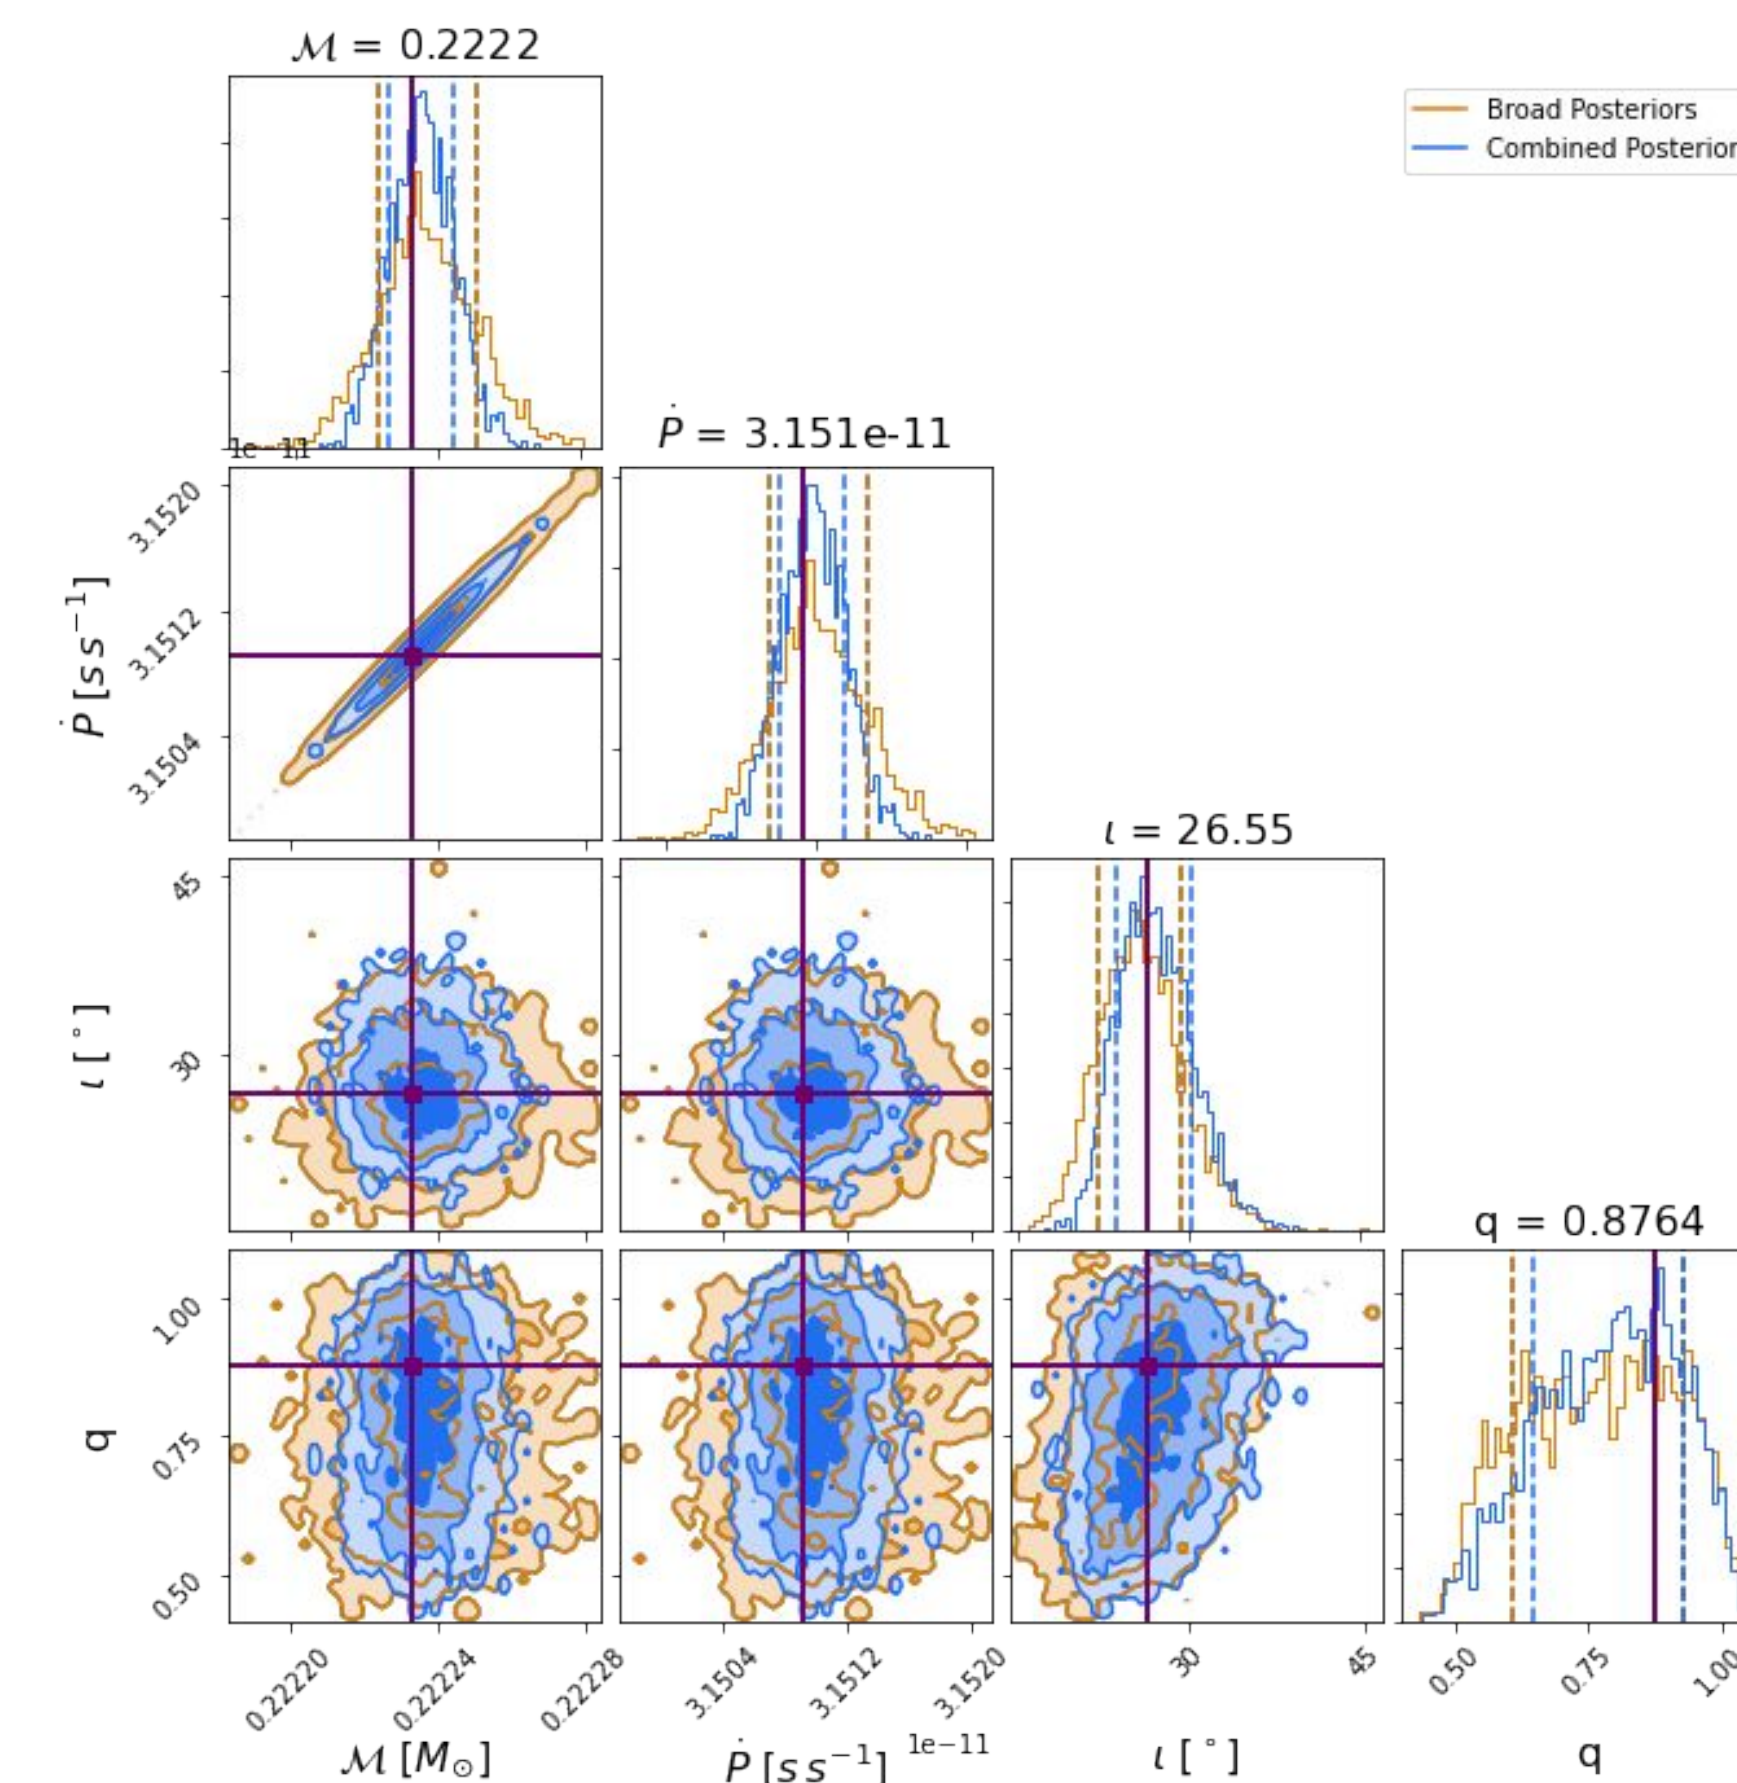 ℳ = 0.2222
Broad Posteriors
Combined Posterior
Ṗ = 3.151e-11
1e−11
3.1520
3.1512
3.1504
Ṗ [s s⁻¹]
ι = 26.55
45
30
ι [°]
q = 0.8764
1.00
0.75
0.50
q
0.22220 0.22224 0.22228 3.1504 3.1512 3.1520 30 45 0.50 0.75 1.00
1e−11
ℳ [M☉] Ṗ [s s⁻¹] ι [°] q